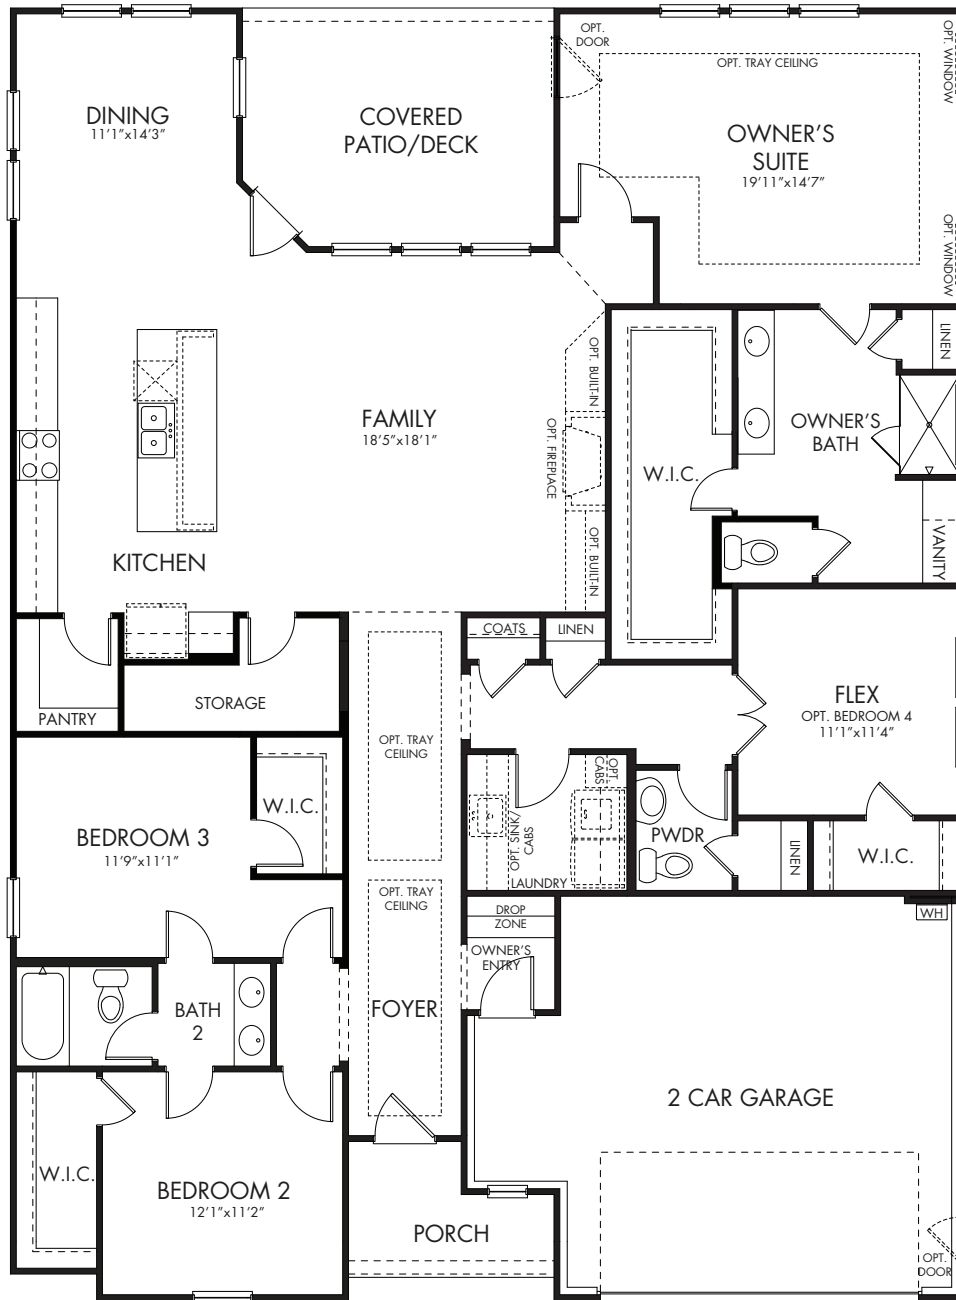 OPT.
DOOR
OPT. WINDOW
OPT. TRAY CEILING
DINING
11'1"x14'3"
COVERED
PATIO/DECK
OWNER'S
SUITE
19'11"x14'7"
OPT. WINDOW
LINEN
OPT. BUILT-IN
FAMILY
18'5"x18'1"
OPT. FIREPLACE
OWNER'S
BATH
W.I.C.
OPT. BUILT-IN
VANITY
KITCHEN
COATS
LINEN
PANTRY
STORAGE
FLEX
OPT. BEDROOM 4
11'1"x11'4"
OPT. TRAY
CEILING
OPT.
CABS
W.I.C.
BEDROOM 3
11'9"x11'1"
OPT. SINK/
CABS
PWDR
LINEN
W.I.C.
LAUNDRY
OPT. TRAY
CEILING
DROP
ZONE
WH
OWNER'S
ENTRY
BATH
2
FOYER
2 CAR GARAGE
W.I.C.
BEDROOM 2
12'1"x11'2"
PORCH
OPT.
DOOR